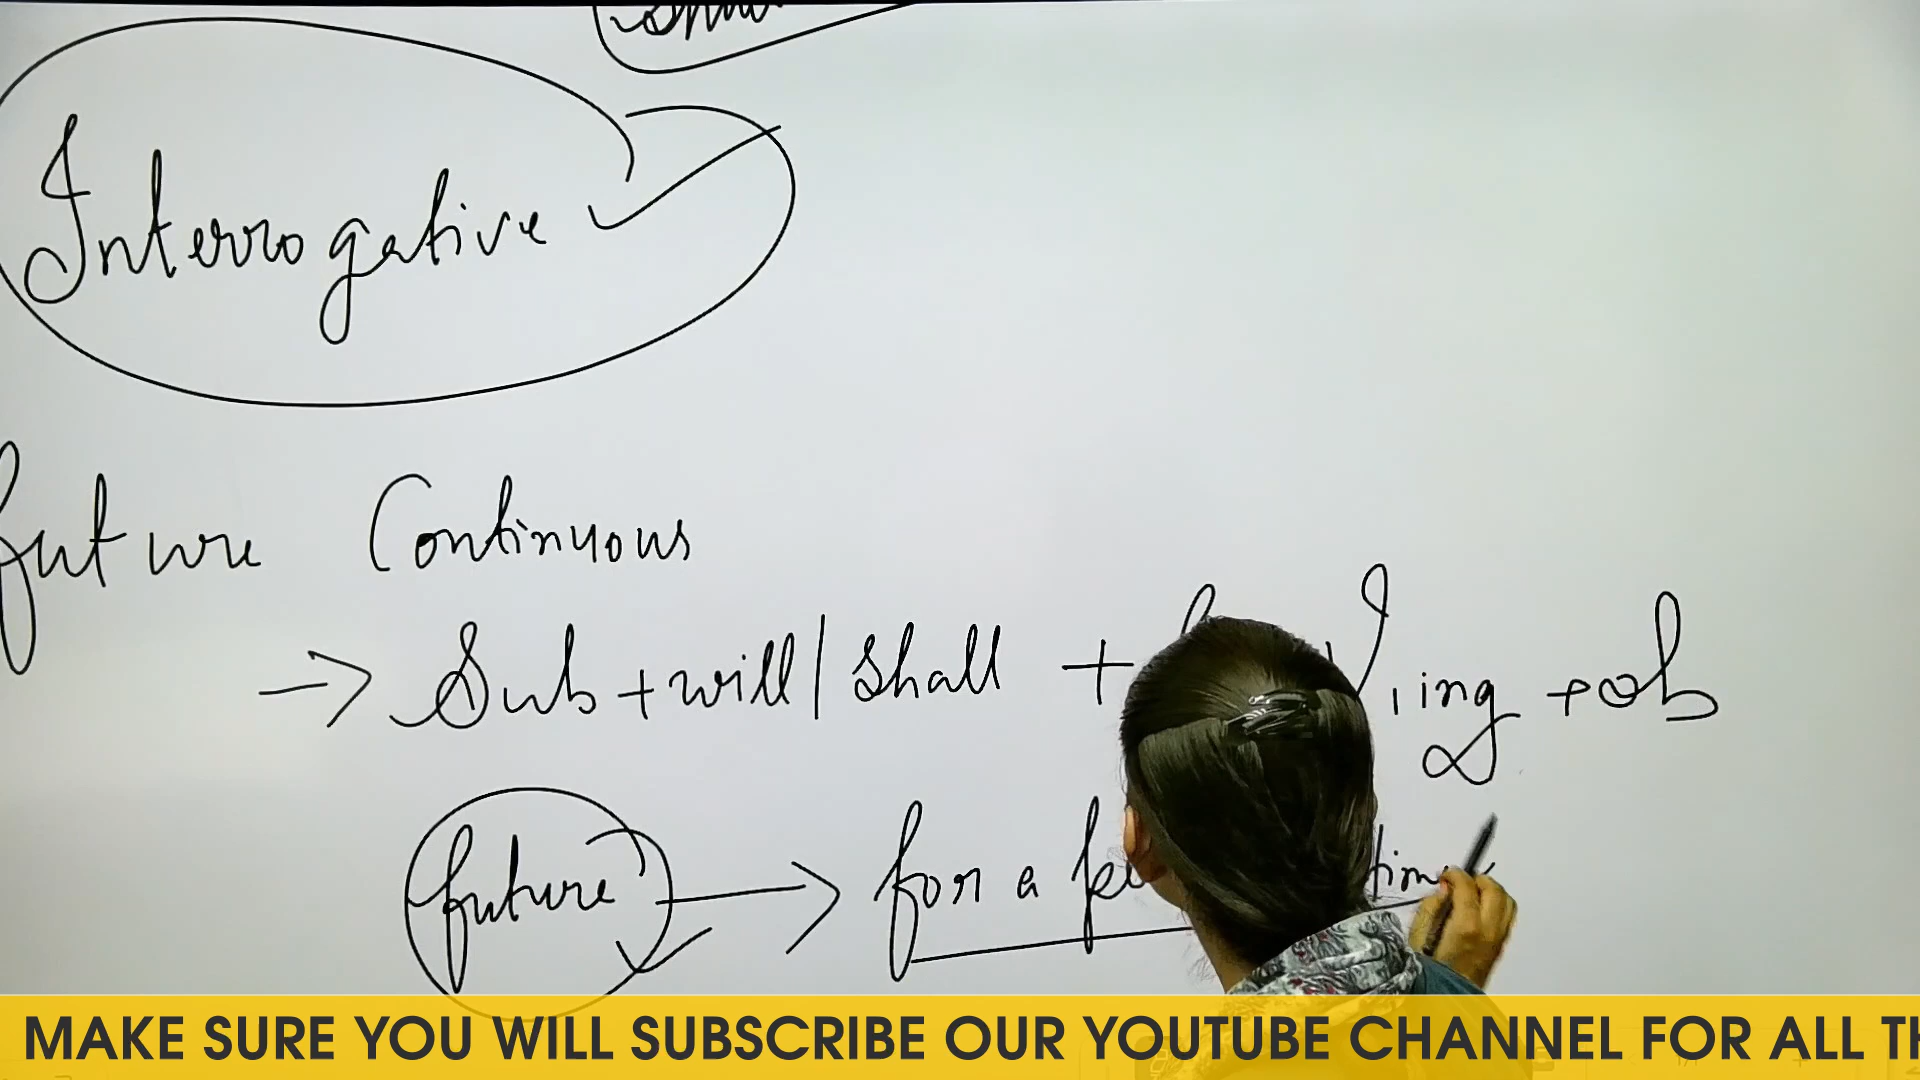 Interrogative
future Continuous
→ Sub + will / shall + V, ing + ob
future → for a time
MAKE SURE YOU WILL SUBSCRIBE OUR YOUTUBE CHANNEL FOR ALL TH